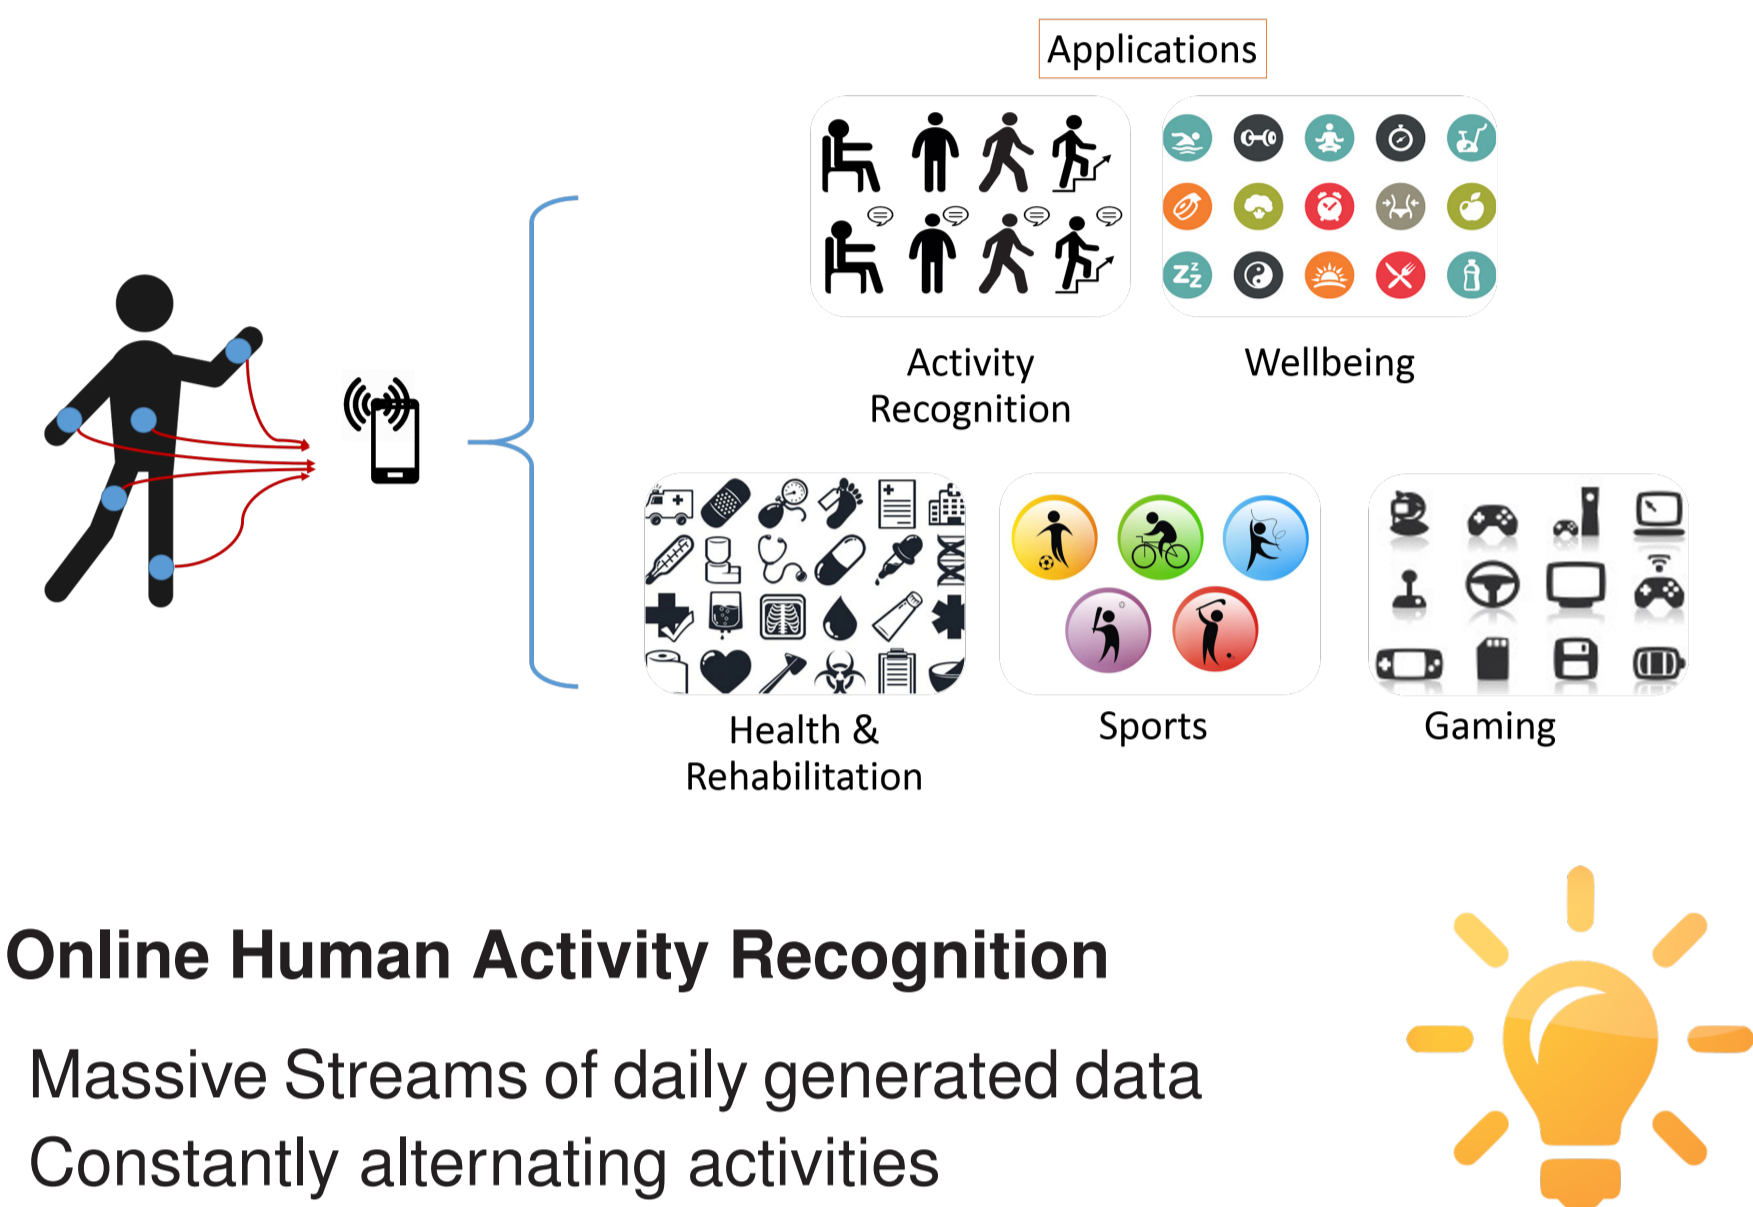 Applications
Activity
Recognition
Wellbeing
Health &
Rehabilitation
Sports
Gaming
Online Human Activity Recognition
Massive Streams of daily generated data
Constantly alternating activities